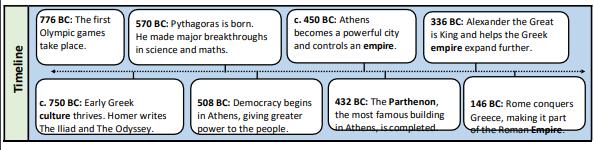 Timeline
776 BC: The first
Olympic games
take place.
570 BC: Pythagoras is born.
He made major breakthroughs
in science and maths.
c. 450 BC: Athens
becomes a powerful city
and controls an empire.
336 BC: Alexander the Great
is King and helps the Greek
empire expand further.
c. 750 BC: Early Greek
culture thrives. Homer writes
The Iliad and The Odyssey.
508 BC: Democracy begins
in Athens, giving greater
power to the people.
432 BC: The Parthenon,
the most famous building
in Athens, is completed.
146 BC: Rome conquers
Greece, making it part
of the Roman Empire.